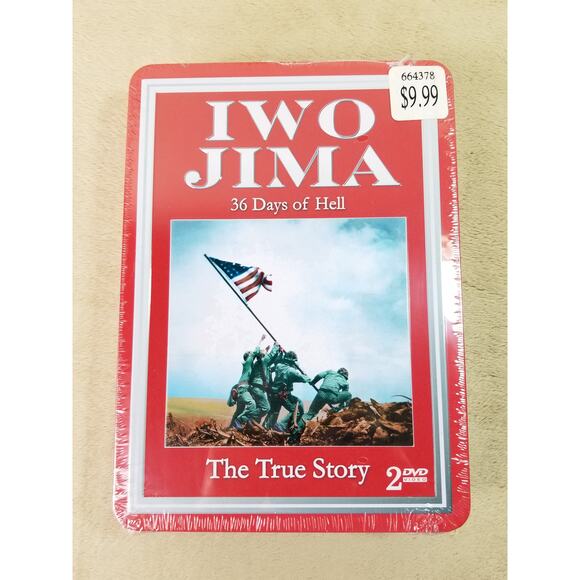 664378
$9.99
IWO
JIMA
36 Days of Hell
The True Story
2 DVD
VIDEO